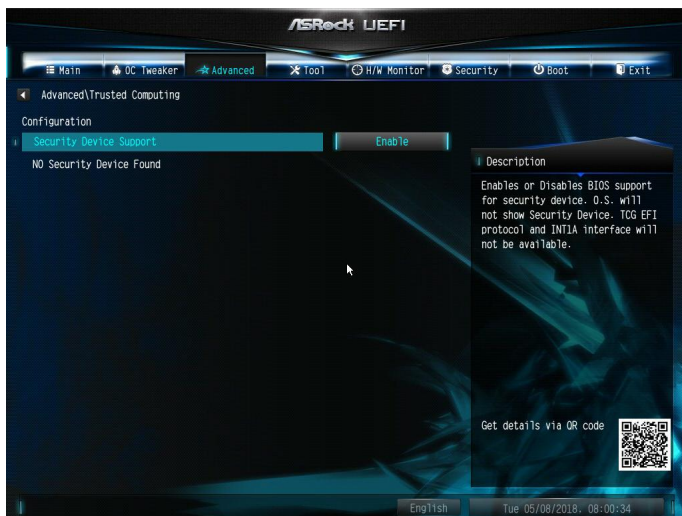 ASRock UEFI
Main OC Tweaker Advanced Tool H/W Monitor Security Boot Exit
Advanced\Trusted Computing
Configuration
Security Device Support Enable
NO Security Device Found
Description
Enables or Disables BIOS support
for security device. O.S. will
not show Security Device. TCG EFI
protocol and INT1A interface will
not be available.
Get details via QR code
English Tue 05/08/2018. 08:00:34